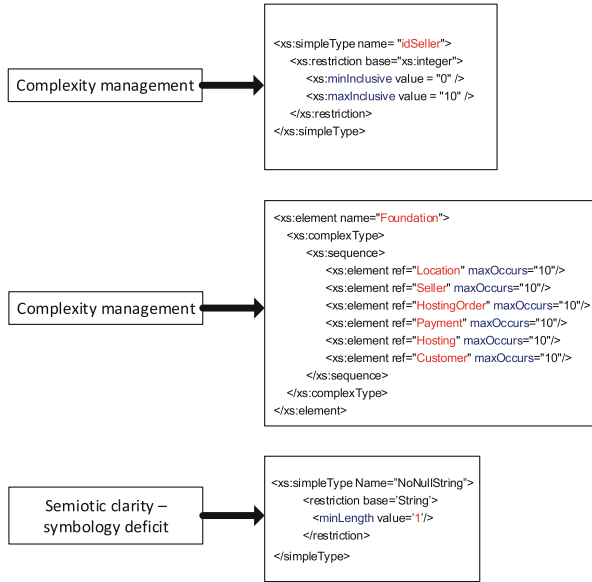 Complexity management
<xs:simpleType name= "idSeller">
<xs:restriction base="xs:integer">
<xs:minInclusive value = "0" />
<xs:maxInclusive value = "10" />
</xs:restriction>
</xs:simpleType>
Complexity management
<xs:element name="Foundation">
<xs:complexType>
<xs:sequence>
<xs:element ref="Location" maxOccurs="10"/>
<xs:element ref="Seller" maxOccurs="10"/>
<xs:element ref="HostingOrder" maxOccurs="10"/>
<xs:element ref="Payment" maxOccurs="10"/>
<xs:element ref="Hosting" maxOccurs="10"/>
<xs:element ref="Customer" maxOccurs="10"/>
</xs:sequence>
</xs:complexType>
</xs:element>
Semiotic clarity –
symbology deficit
<xs:simpleType Name="NoNullString”>
<restriction base=’String’>
<minLength value=’1’/>
</restriction>
</simpleType>